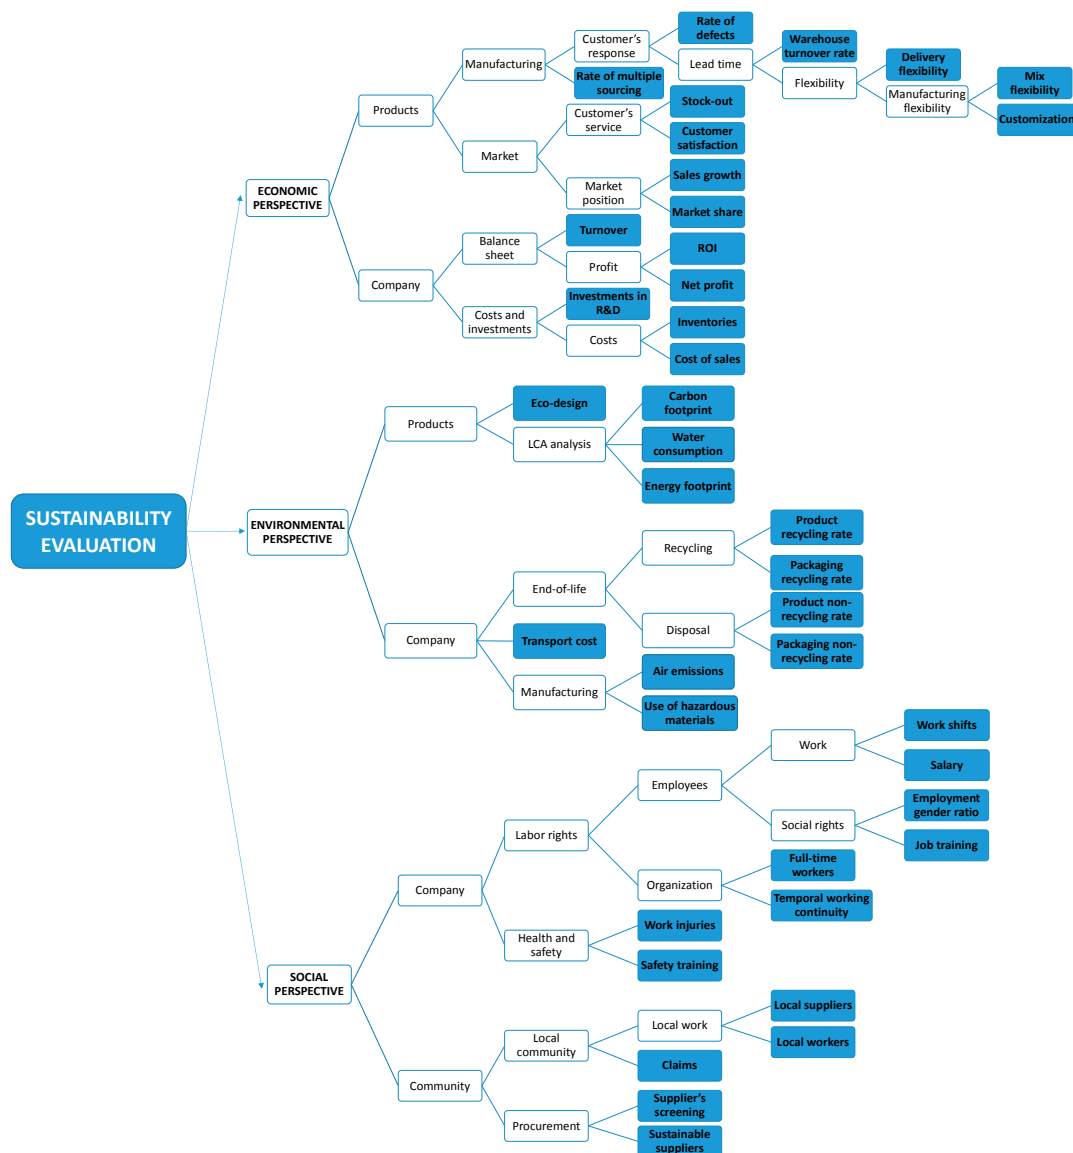 Rate of
defects
Customer's
response
Warehouse
turnover rate
Manufacturing
Lead time
Delivery
flexibility
Rate of multiple
sourcing
Flexibility
Mix
flexibility
Manufacturing
flexibility
Products
Stock-out
Customer's
service
Customization
Customer
satisfaction
Market
Sales growth
Market
position
ECONOMIC
PERSPECTIVE
Market share
Turnover
Balance
sheet
ROI
Profit
Company
Net profit
Investments in
R&D
Costs and
investments
Inventories
Costs
Cost of sales
Eco-design
Carbon
footprint
Products
LCA analysis
Water
consumption
Energy footprint
SUSTAINABILITY
EVALUATION
ENVIRONMENTAL
PERSPECTIVE
Product
recycling rate
Recycling
Packaging
recycling rate
End-of-life
Product non-
recycling rate
Disposal
Packaging non-
recycling rate
Company
Transport cost
Air emissions
Manufacturing
Use of hazardous
materials
Work shifts
Work
Salary
Employees
Employment
gender ratio
Social rights
Job training
Labor rights
Full-time
workers
Organization
Temporal working
continuity
Company
Work injuries
Health and
safety
Safety training
SOCIAL
PERSPECTIVE
Local suppliers
Local work
Local workers
Local
community
Claims
Community
Supplier's
screening
Procurement
Sustainable
suppliers